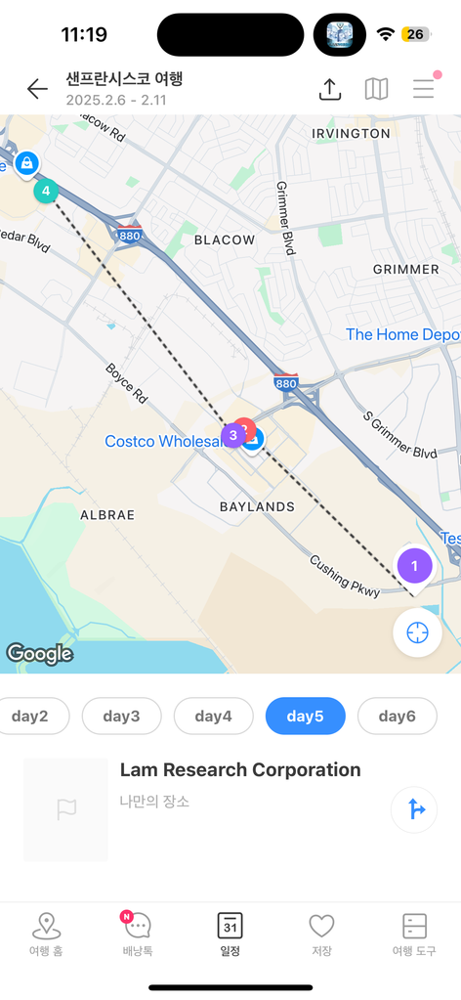 11:19
26
샌프란시스코 여행
2025.2.6 - 2.11
acow Rd
IRVINGTON
e
4
Grimmer Blvd
880
edar Blvd
BLACOW
GRIMMER
The Home Depo
880
Boyce Rd
S Grimmer Blvd
3
Costco Wholesa
BAYLANDS
ALBRAE
Tes
1
Cushing Pkwy
Google
day2
day3
day4
day5
day6
Lam Research Corporation
나만의 장소
N
31
여행 홈
배낭톡
일정
저장
여행 도구